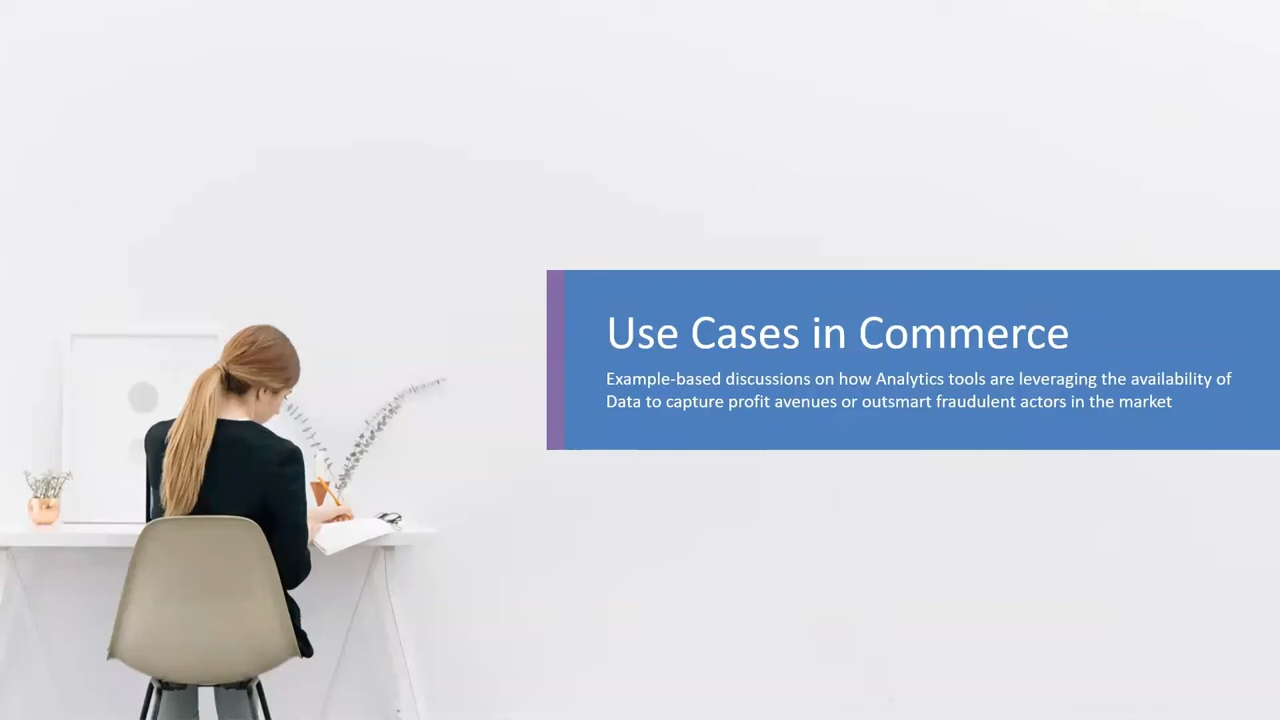 Use Cases in Commerce
Example-based discussions on how Analytics tools are leveraging the availability of
Data to capture profit avenues or outsmart fraudulent actors in the market